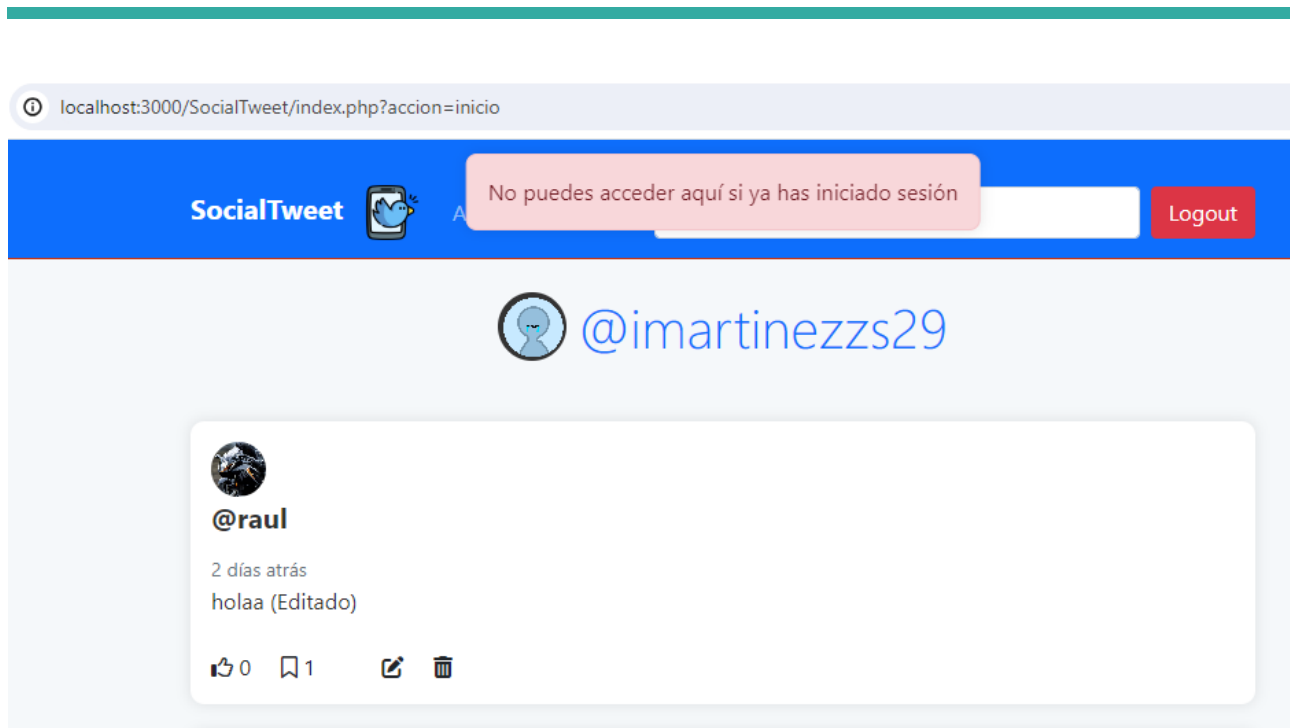 localhost:3000/SocialTweet/index.php?accion=inicio
No puedes acceder aquí si ya has iniciado sesión
SocialTweet
Logout
@imartinezzs29
@raul
2 días atrás
holaa (Editado)
0 1